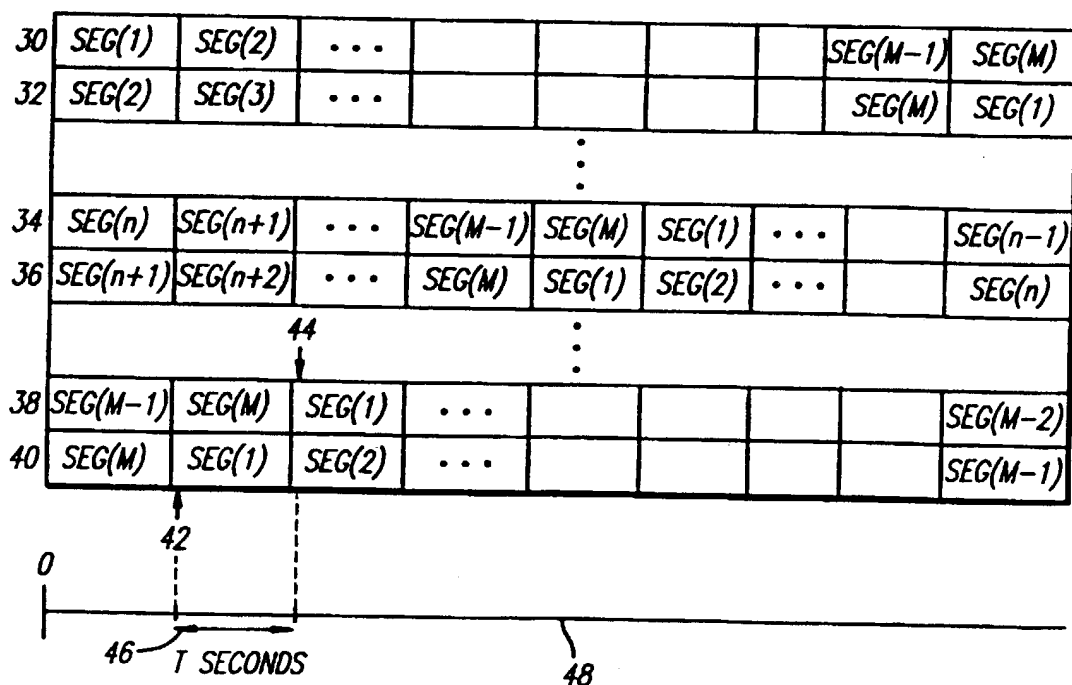 30 SEG(1) SEG(2) ... SEG(M-1) SEG(M)
32 SEG(2) SEG(3) ... SEG(M) SEG(1)
34 SEG(n) SEG(n+1) ... SEG(M-1) SEG(M) SEG(1) ... SEG(n-1)
36 SEG(n+1) SEG(n+2) ... SEG(M) SEG(1) SEG(2) ... SEG(n)
44
38 SEG(M-1) SEG(M) SEG(1) ... SEG(M-2)
40 SEG(M) SEG(1) SEG(2) ... SEG(M-1)
42
0
46 T SECONDS 48